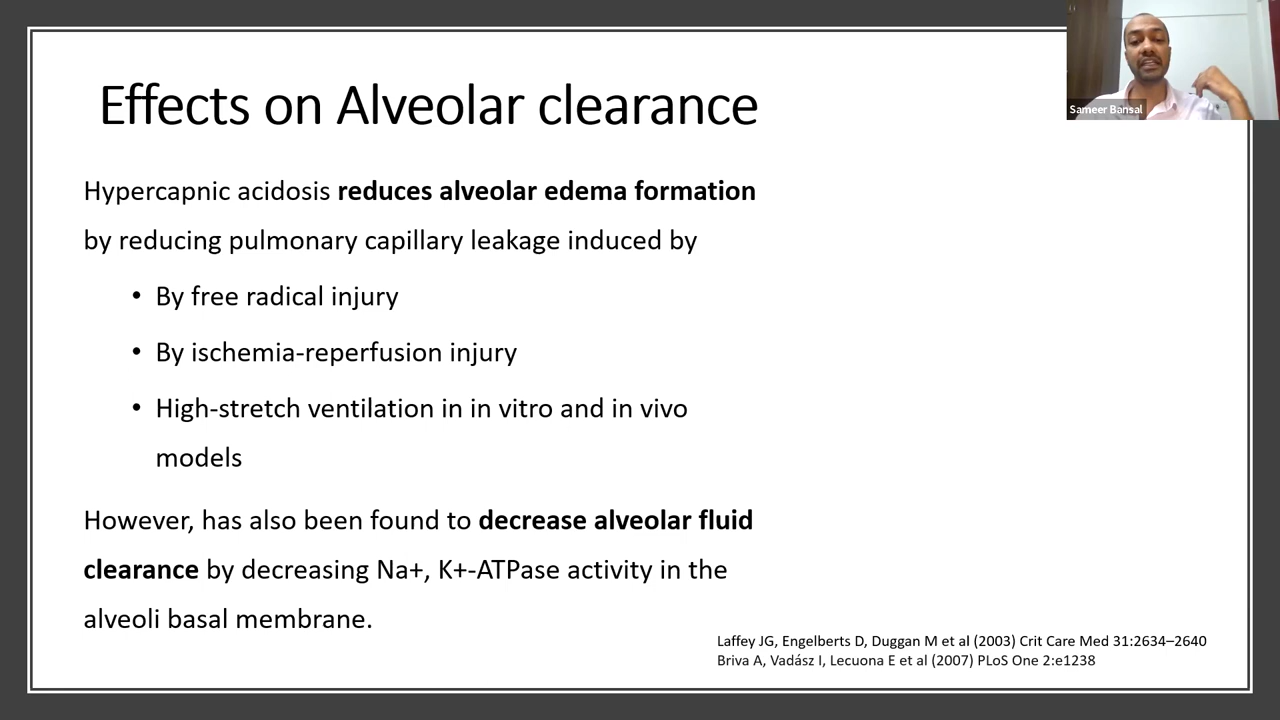 Effects on Alveolar clearance
Sameer Bansal
Hypercapnic acidosis reduces alveolar edema formation
by reducing pulmonary capillary leakage induced by
• By free radical injury
• By ischemia-reperfusion injury
• High-stretch ventilation in in vitro and in vivo
models
However, has also been found to decrease alveolar fluid
clearance by decreasing Na+, K+-ATPase activity in the
alveoli basal membrane.
Laffey JG, Engelberts D, Duggan M et al (2003) Crit Care Med 31:2634–2640
Briva A, Vadász I, Lecuona E et al (2007) PLoS One 2:e1238